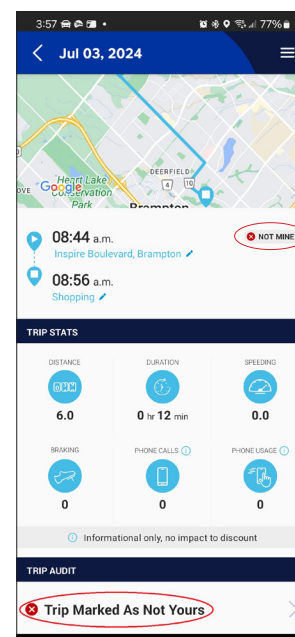 3:57
77%
Jul 03, 2024
DEERFIELD
4
10
Heart Lake
OVE
Google
Conservation
Park
Brampton
08:44 a.m.
NOT MINE
Inspire Boulevard, Brampton
08:56 a.m.
Shopping
TRIP STATS
DISTANCE DURATION SPEEDING
6.0 0 hr 12 min 0.0
BRAKING PHONE CALLS PHONE USAGE
0 0 0
Informational only, no impact to discount
TRIP AUDIT
Trip Marked As Not Yours